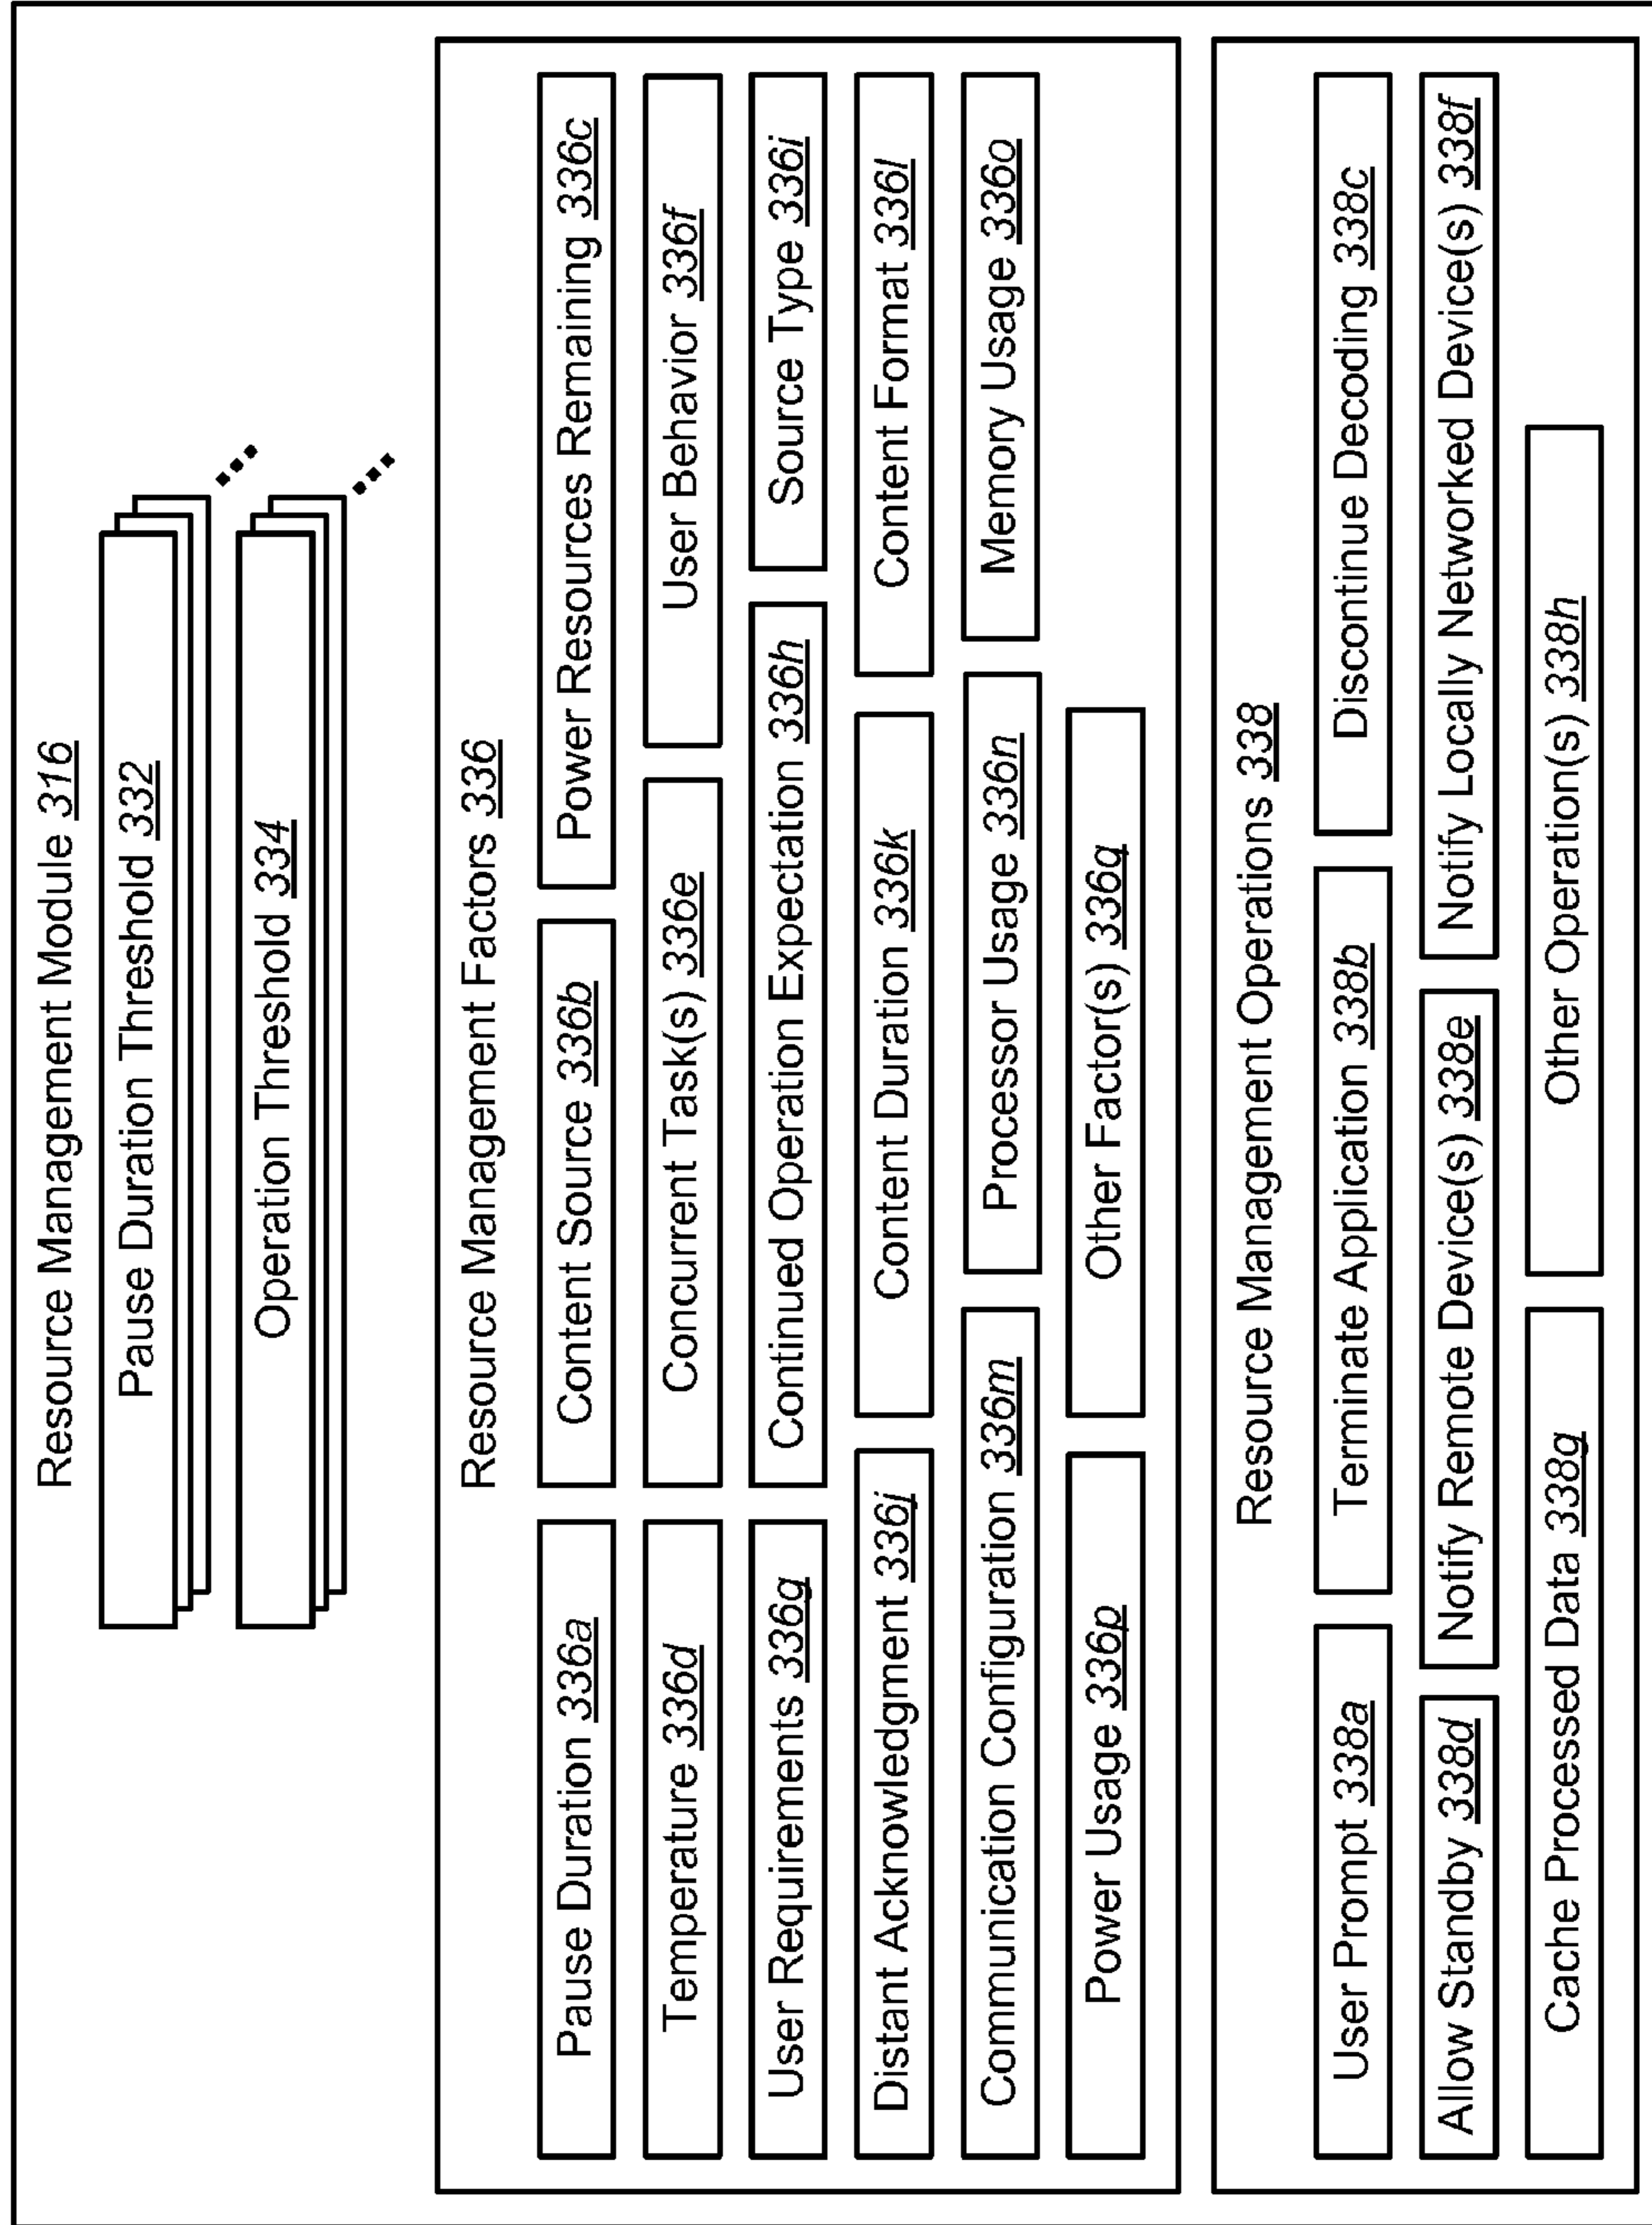 Resource Management Module 316
Pause Duration Threshold 332
Operation Threshold 334
Resource Management Factors 336
Pause Duration 336a
Content Source 336b
Power Resources Remaining 336c
Temperature 336d
Concurrent Task(s) 336e
User Behavior 336f
User Requirements 336g
Continued Operation Expectation 336h
Source Type 336i
Distant Acknowledgment 336j
Content Duration 336k
Content Format 336l
Communication Configuration 336m
Processor Usage 336n
Memory Usage 336o
Power Usage 336p
Other Factor(s) 336q
Resource Management Operations 338
User Prompt 338a
Terminate Application 338b
Discontinue Decoding 338c
Allow Standby 338d
Notify Remote Device(s) 338e
Notify Locally Networked Device(s) 338f
Cache Processed Data 338g
Other Operation(s) 338h